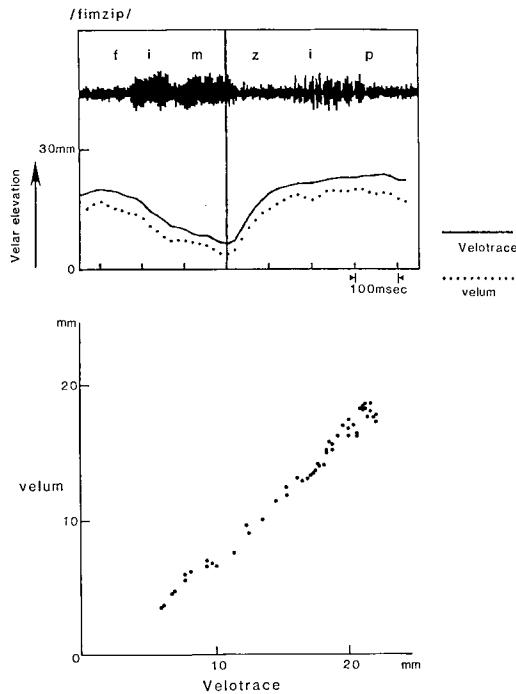 /fimzip/
f i m z i p
30mm
Velar elevation
0
Velotrace
100msec
velum
mm
20
velum
10
0
10
20
mm
Velotrace